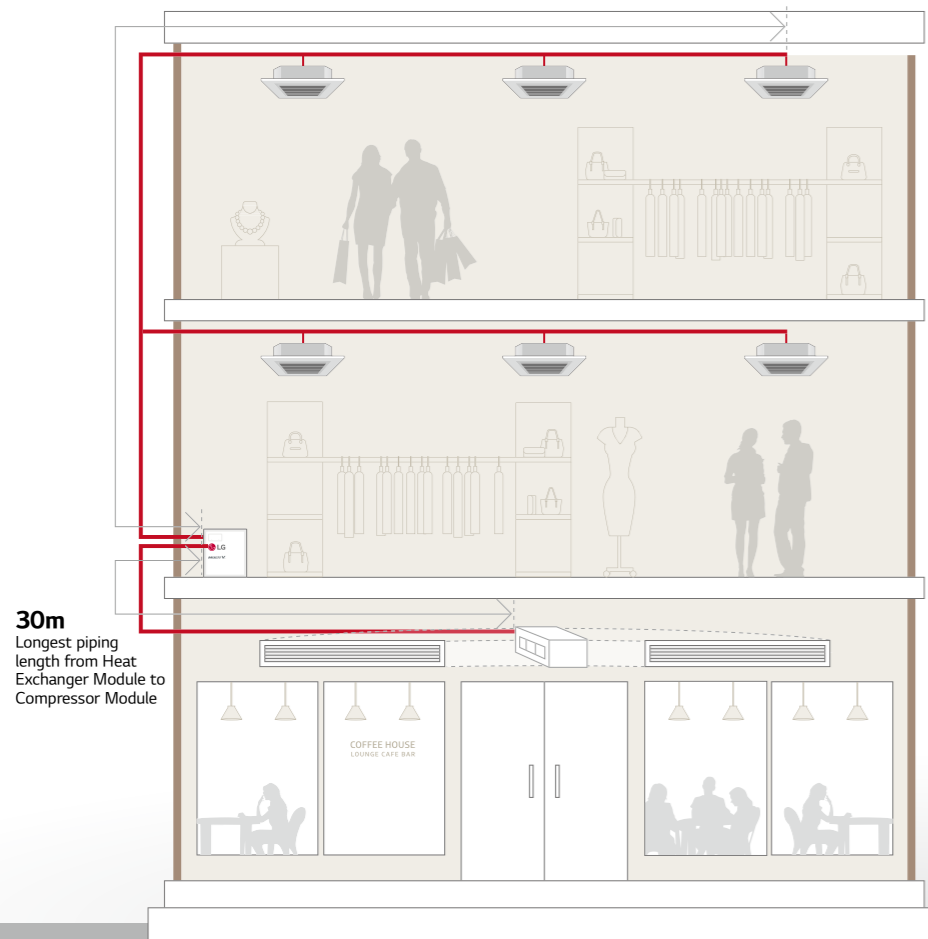 LG
30m
Longest piping
length from Heat
Exchanger Module to
Compressor Module
COFFEE HOUSE
LOUNGE CAFE BAR